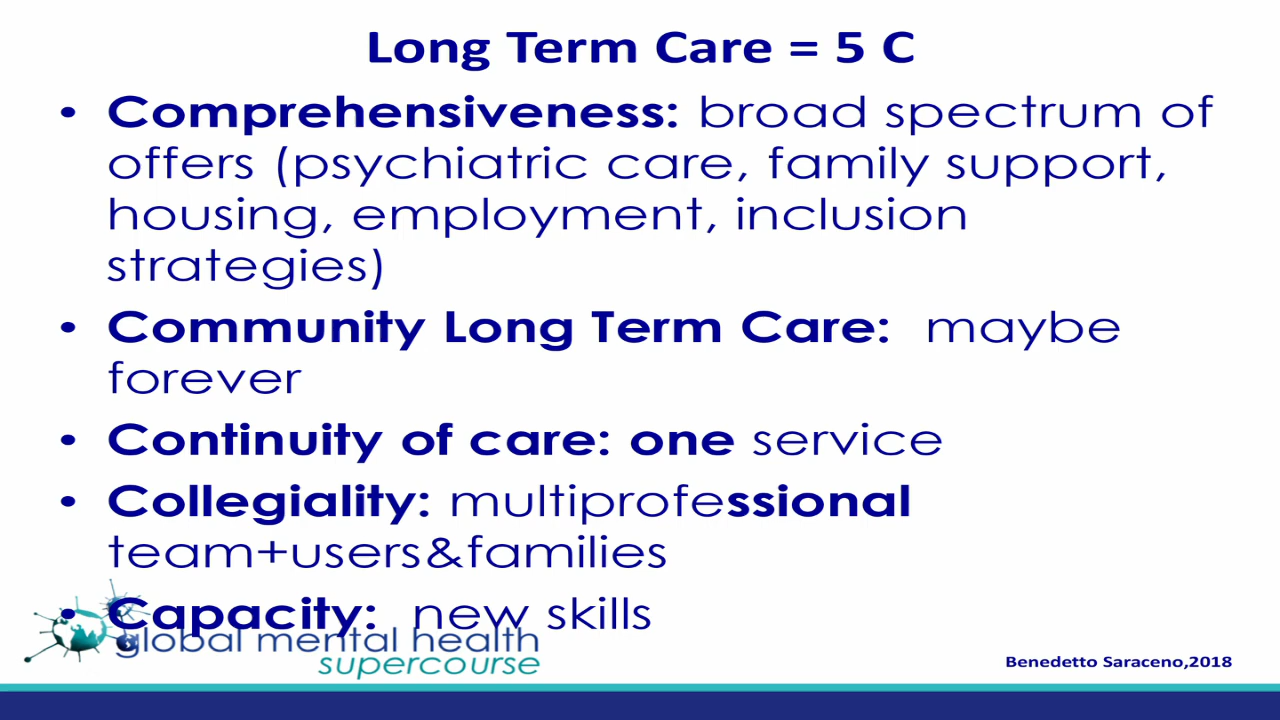 Long Term Care = 5 C
• Comprehensiveness: broad spectrum of
offers (psychiatric care, family support,
housing, employment, inclusion
strategies)
• Community Long Term Care: maybe
forever
• Continuity of care: one service
• Collegiality: multiprofessional
team+users&families
• Capacity: new skills
global mental health
supercourse
Benedetto Saraceno,2018